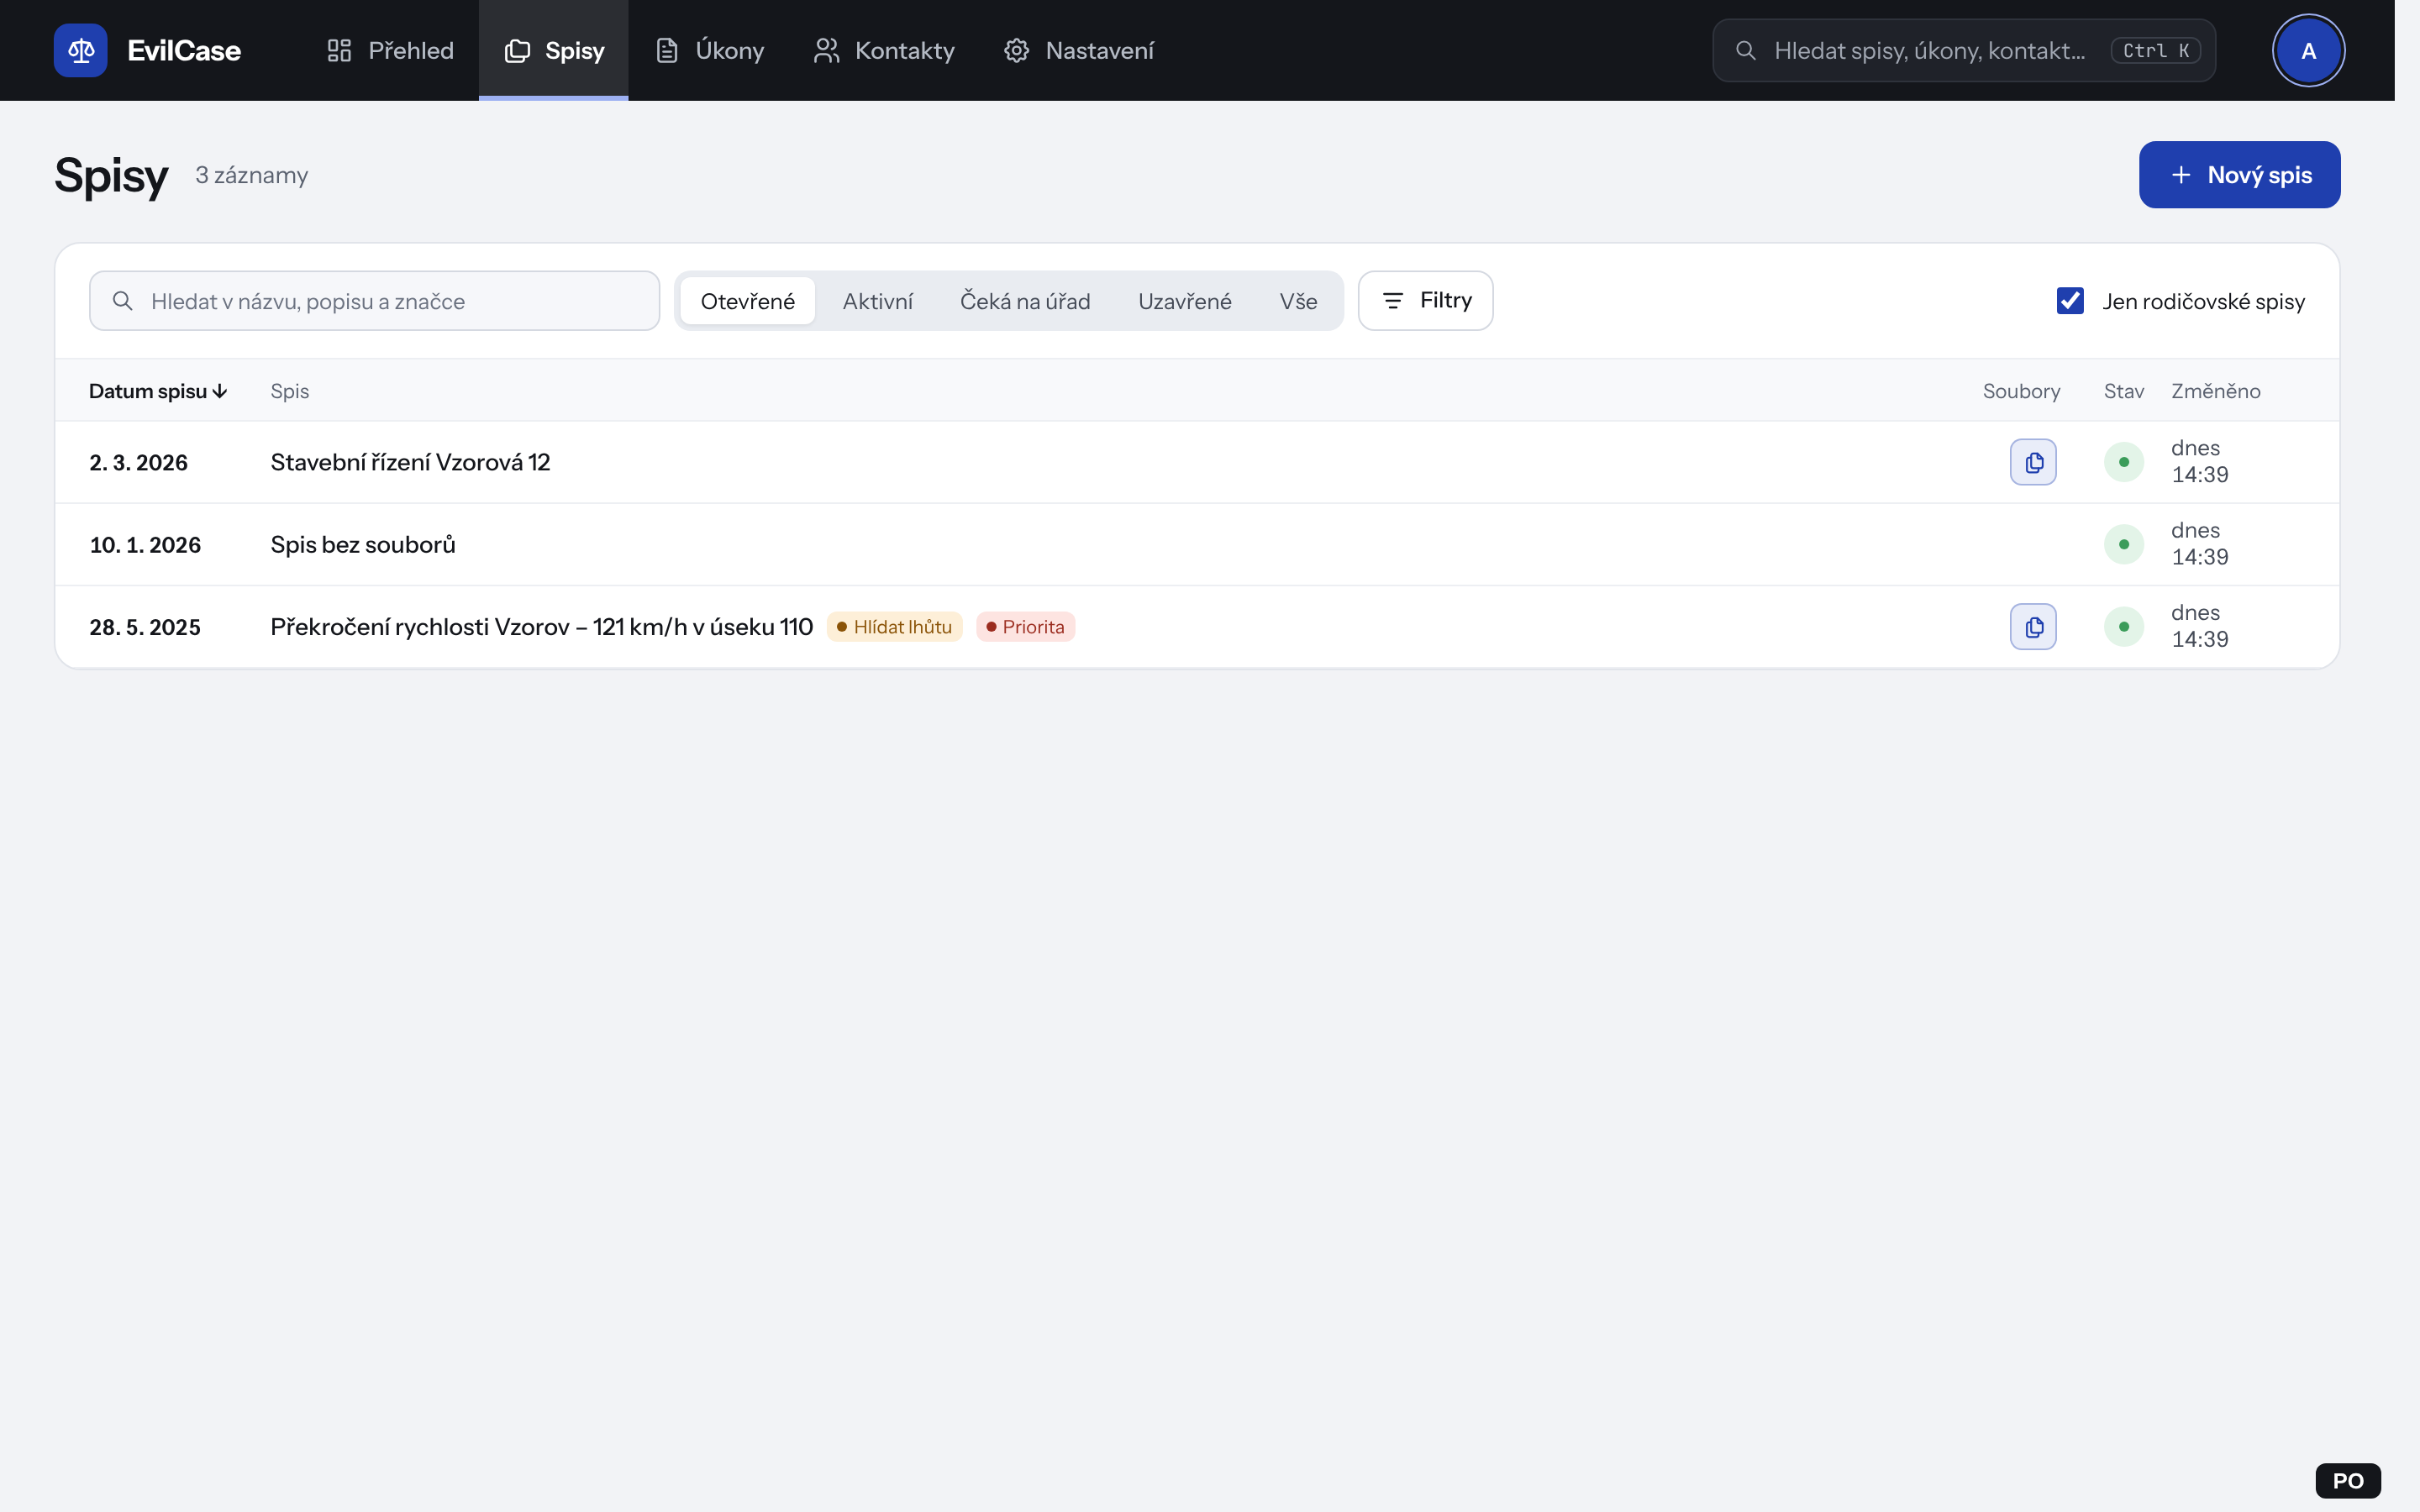 EvilCase Přehled Spisy Úkony Kontakty Nastavení Hledat spisy, úkony, kontakt... Ctrl K A
Spisy 3 záznamy + Nový spis
Hledat v názvu, popisu a značce Otevřené Aktivní Čeká na úřad Uzavřené Vše Filtry Jen rodičovské spisy
Datum spisu ↓ Spis Soubory Stav Změněno
2. 3. 2026 Stavební řízení Vzorová 12 dnes
14:39
10. 1. 2026 Spis bez souborů dnes
14:39
28. 5. 2025 Překročení rychlosti Vzorov – 121 km/h v úseku 110 Hlídat lhůtu Priorita dnes
14:39
PO